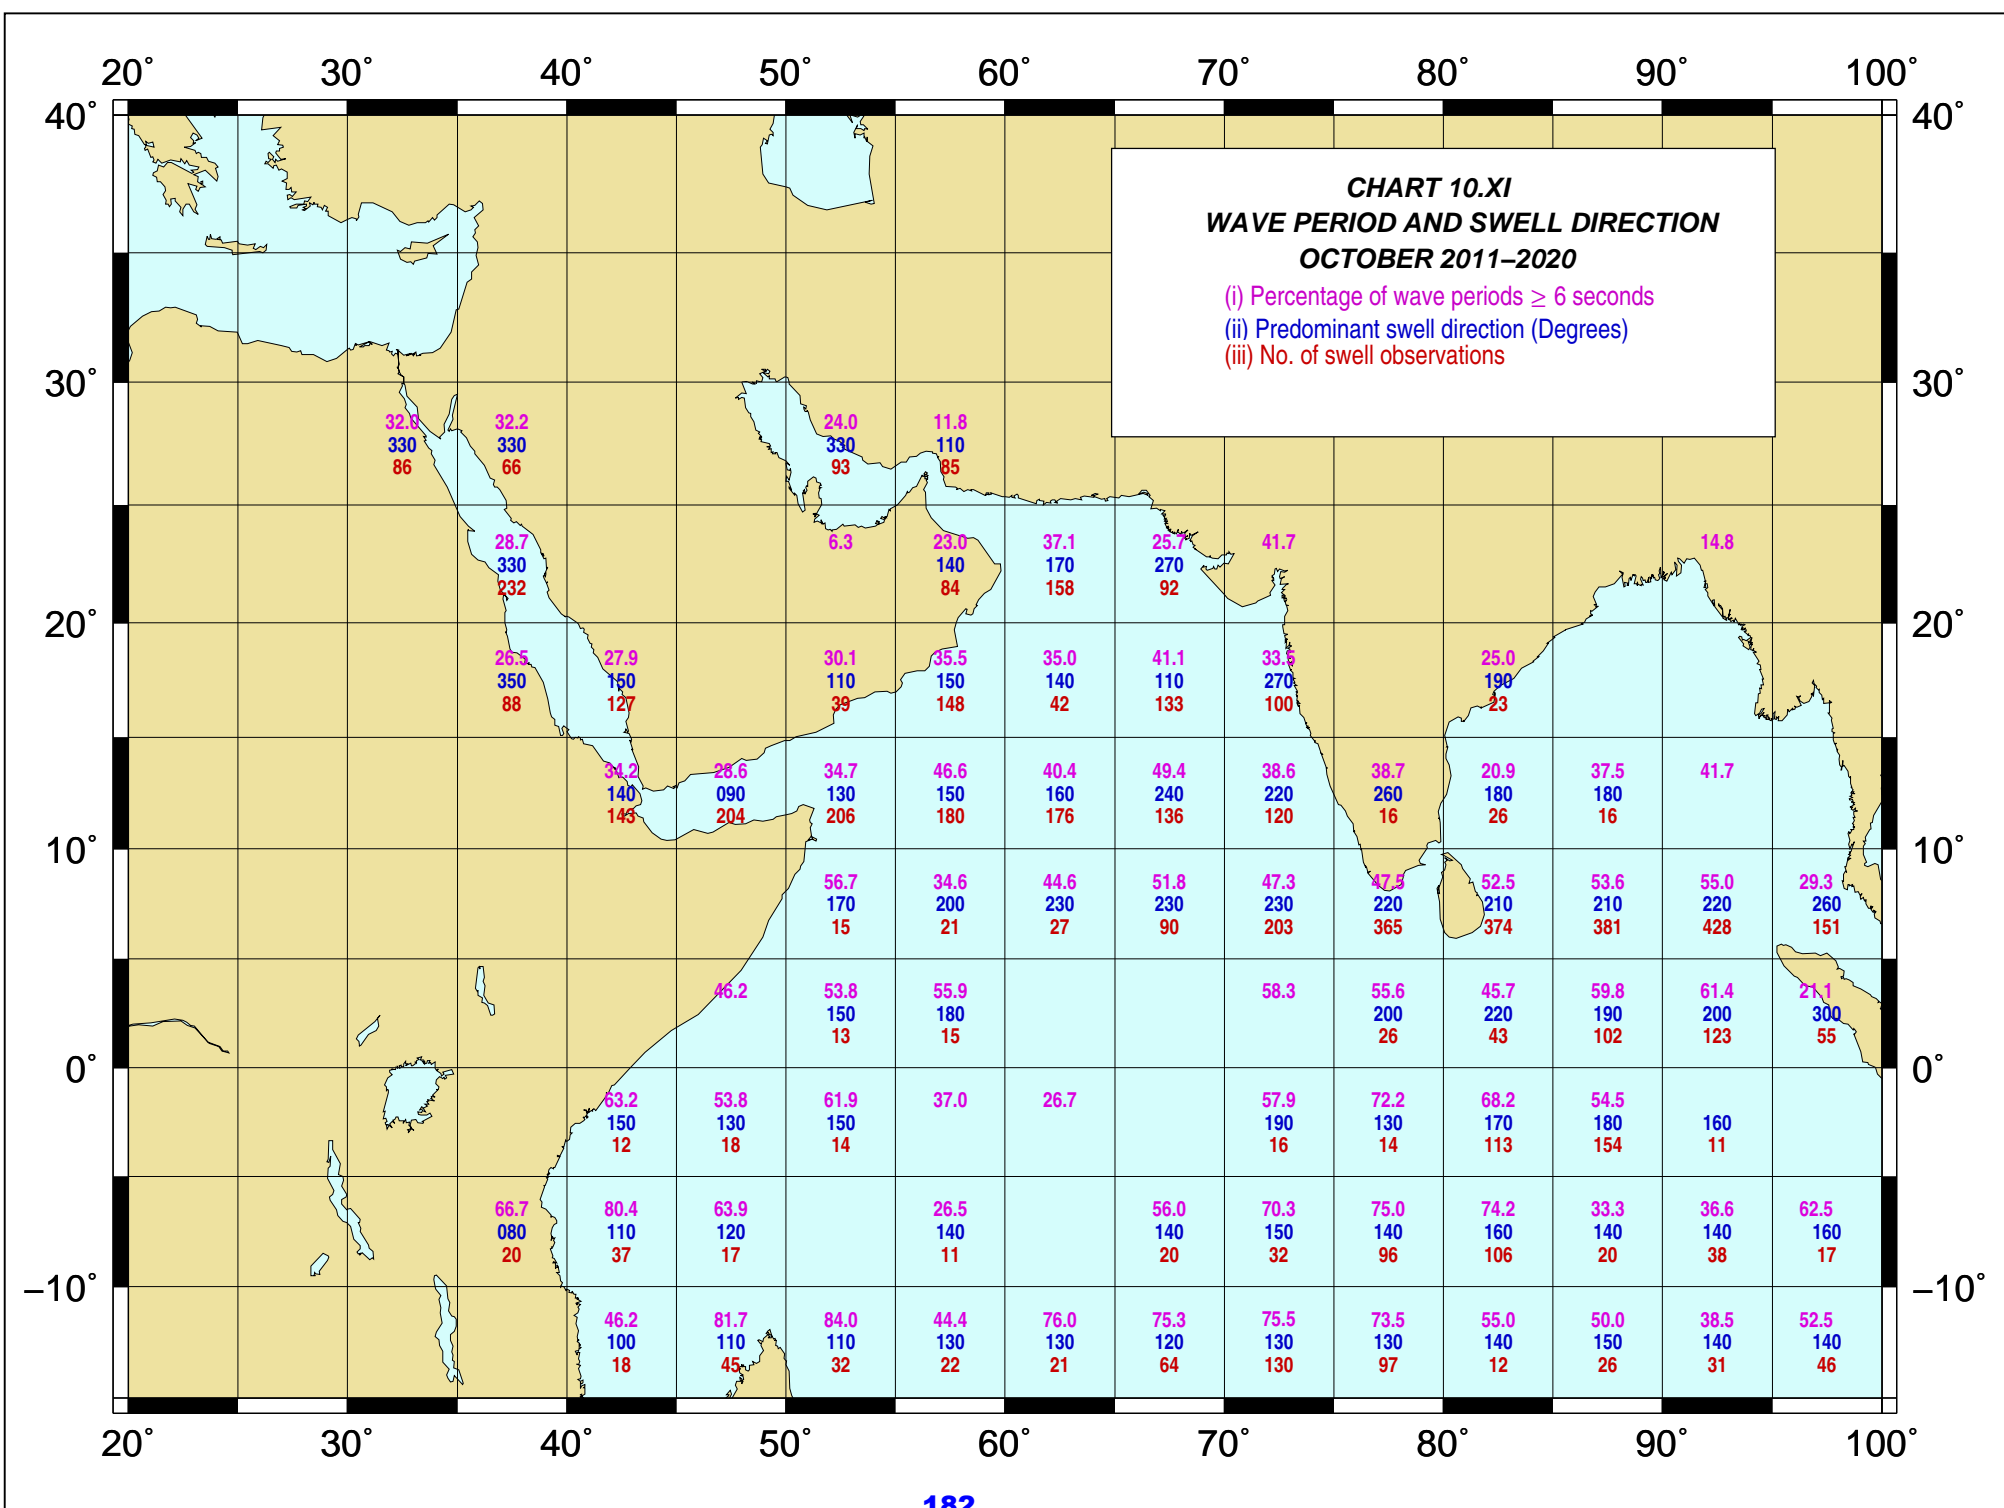 20° 30° 40° 50° 60° 70° 80° 90° 100°
40° 40°
CHART 10.XI
WAVE PERIOD AND SWELL DIRECTION
OCTOBER 2011–2020
(i) Percentage of wave periods ≥ 6 seconds
(ii) Predominant swell direction (Degrees)
(iii) No. of swell observations
30° 30°
32.0 32.2 24.0 11.8
330 330 330 110
86 66 93 85
28.7 6.3 23.0 37.1 25.7 41.7 14.8
330 140 170 270
232 84 158 92
20° 20°
26.5 27.9 30.1 35.5 35.0 41.1 33.5 25.0
350 150 110 150 140 110 270 190
88 127 39 148 42 133 100 23
34.2 28.6 34.7 46.6 40.4 49.4 38.6 38.7 20.9 37.5 41.7
140 090 130 150 160 240 220 260 180 180
143 204 206 180 176 136 120 16 26 16
10° 10°
56.7 34.6 44.6 51.8 47.3 47.5 52.5 53.6 55.0 29.3
170 200 230 230 230 220 210 210 220 260
15 21 27 90 203 365 374 381 428 151
46.2 53.8 55.9 58.3 55.6 45.7 59.8 61.4 21.1
150 180 200 220 190 200 300
13 15 26 43 102 123 55
0° 0°
63.2 53.8 61.9 37.0 26.7 57.9 72.2 68.2 54.5
150 130 150 190 130 170 180 160
12 18 14 16 14 113 154 11
66.7 80.4 63.9 26.5 56.0 70.3 75.0 74.2 33.3 36.6 62.5
080 110 120 140 140 150 140 160 140 140 160
20 37 17 11 20 32 96 106 20 38 17
–10° –10°
46.2 81.7 84.0 44.4 76.0 75.3 75.5 73.5 55.0 50.0 38.5 52.5
100 110 110 130 130 120 130 130 140 150 140 140
18 45 32 22 21 64 130 97 12 26 31 46
20° 30° 40° 50° 60° 70° 80° 90° 100°
182